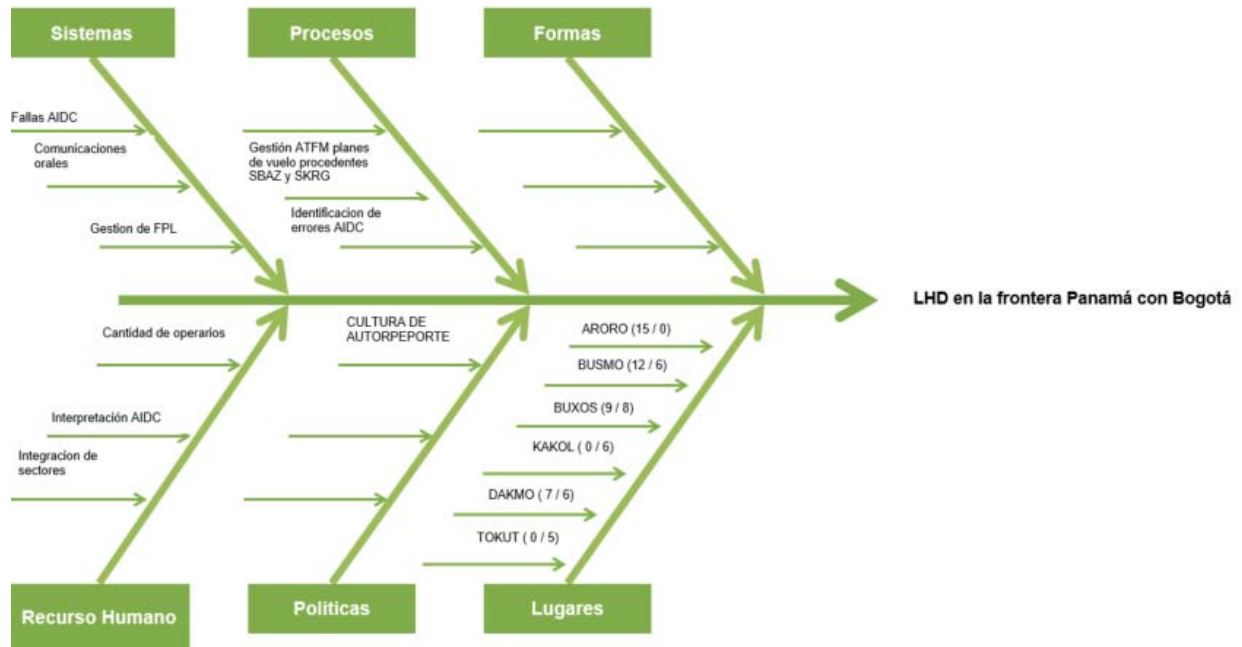 Sistemas
Procesos
Formas
Fallas AIDC
Comunicaciones
orales
Gestion de FPL
Gestión ATFM planes
de vuelo procedentes
SBAZ y SKRG
Identificacion de
errores AIDC
LHD en la frontera Panamá con Bogotá
Cantidad de operarios
Interpretación AIDC
Integracion de
sectores
CULTURA DE
AUTORPEPORTE
ARORO (15 / 0)
BUSMO (12 / 6)
BUXOS (9 / 8)
KAKOL ( 0 / 6)
DAKMO ( 7 / 6)
TOKUT ( 0 / 5)
Recurso Humano
Politicas
Lugares